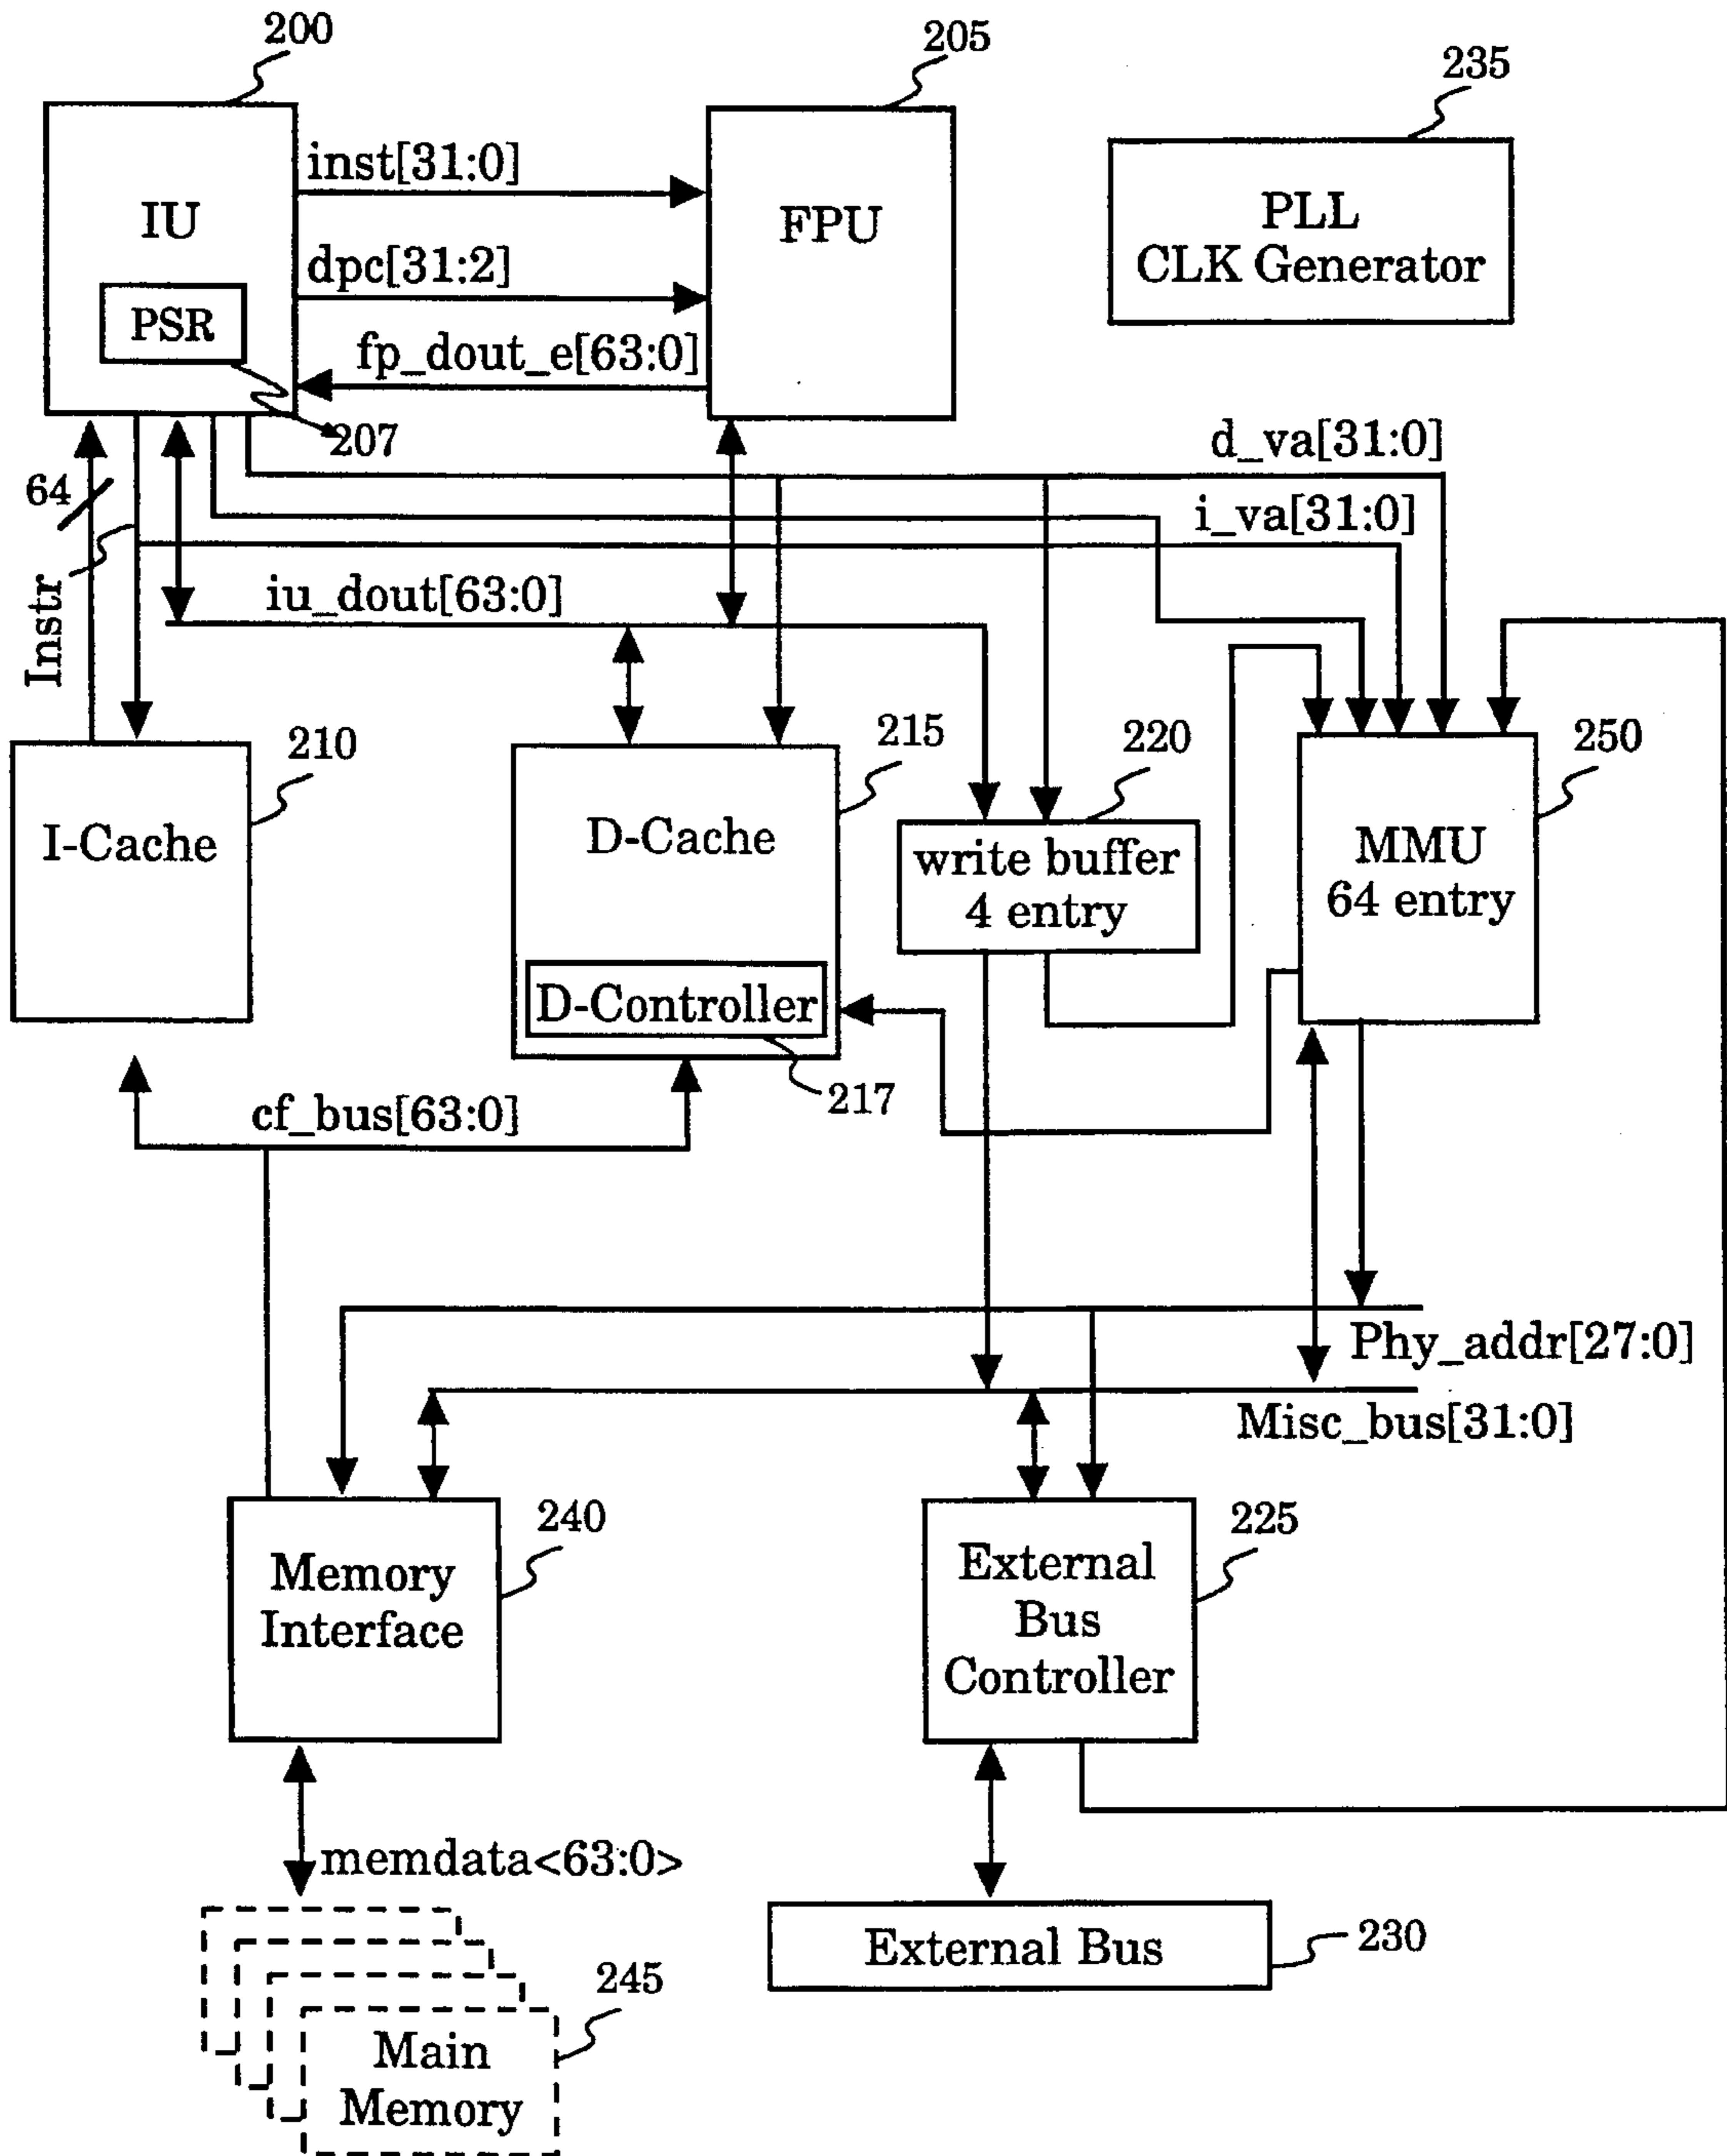 200
205
235
inst[31:0]
IU
FPU
PLL
CLK Generator
dpc[31:2]
PSR
fp_dout_e[63:0]
207
d_va[31:0]
64
i_va[31:0]
Instr
iu_dout[63:0]
210
215
220
250
I-Cache
D-Cache
write buffer
4 entry
MMU
64 entry
D-Controller
217
cf_bus[63:0]
Phy_addr[27:0]
Misc_bus[31:0]
240
225
Memory
Interface
External
Bus
Controller
memdata<63:0>
External Bus
230
245
Main
Memory